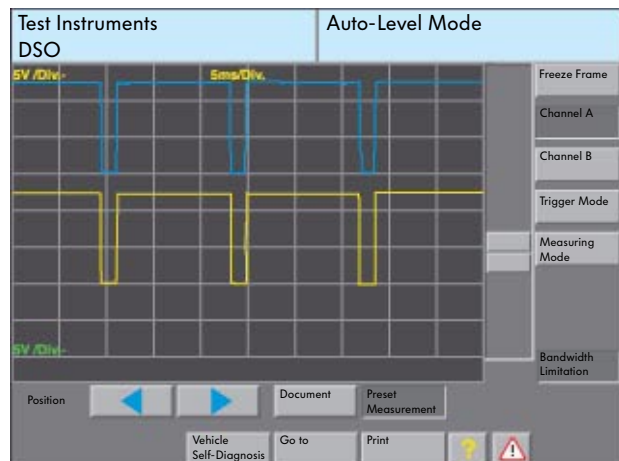 Test Instruments
DSO
Auto-Level Mode
5V /Div.-
5ms/Div.
Freeze Frame
Channel A
Channel B
Trigger Mode
Measuring
Mode
5V /Div-
Bandwidth
Limitation
Position
Document
Preset
Measurement
Vehicle
Self-Diagnosis
Go to
Print
?